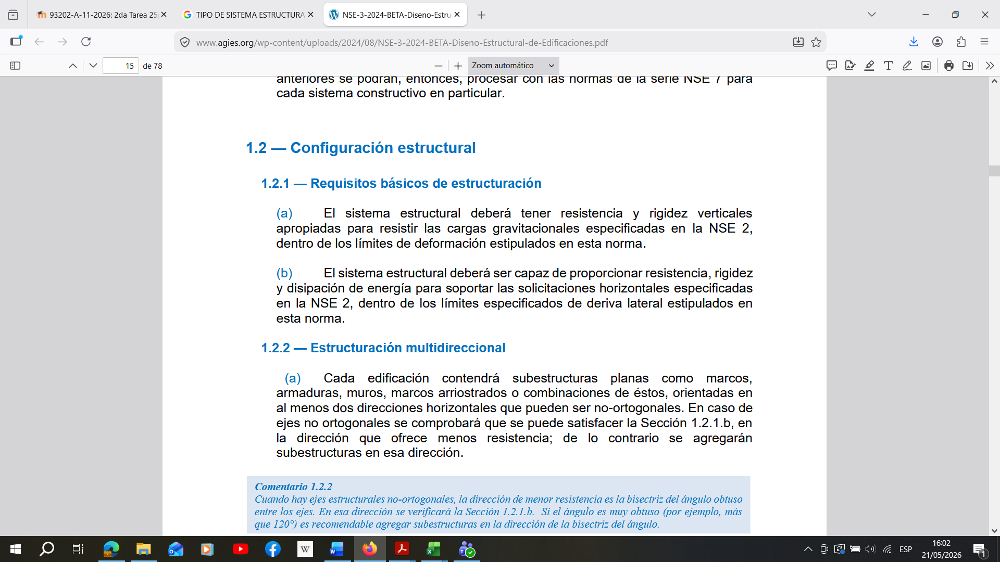 93202-A-11-2026: 2da Tarea 25
TIPO DE SISTEMA ESTRUCTURA
NSE-3-2024-BETA-Diseno-Estru
www.agies.org/wp-content/uploads/2024/08/NSE-3-2024-BETA-Diseno-Estructural-de-Edificaciones.pdf
15 de 78
Zoom automático
anteriores se podrán, entonces, procesar con las normas de la serie NSE 7 para
cada sistema constructivo en particular.
1.2 — Configuración estructural
1.2.1 — Requisitos básicos de estructuración
(a) El sistema estructural deberá tener resistencia y rigidez verticales
apropiadas para resistir las cargas gravitacionales especificadas en la NSE 2,
dentro de los límites de deformación estipulados en esta norma.
(b) El sistema estructural deberá ser capaz de proporcionar resistencia, rigidez
y disipación de energía para soportar las solicitaciones horizontales especificadas
en la NSE 2, dentro de los límites especificados de deriva lateral estipulados en
esta norma.
1.2.2 — Estructuración multidireccional
(a) Cada edificación contendrá subestructuras planas como marcos,
armaduras, muros, marcos arriostrados o combinaciones de éstos, orientadas en
al menos dos direcciones horizontales que pueden ser no-ortogonales. En caso de
ejes no ortogonales se comprobará que se puede satisfacer la Sección 1.2.1.b, en
la dirección que ofrece menos resistencia; de lo contrario se agregarán
subestructuras en esa dirección.
Comentario 1.2.2
Cuando hay ejes estructurales no-ortogonales, la dirección de menor resistencia es la bisectriz del ángulo obtuso
entre los ejes. En esa dirección se verificará la Sección 1.2.1.b. Si el ángulo es muy obtuso (por ejemplo, más
que 120°) es recomendable agregar subestructuras en la dirección de la bisectriz del ángulo.
W
ESP
16:02
21/05/2026
1